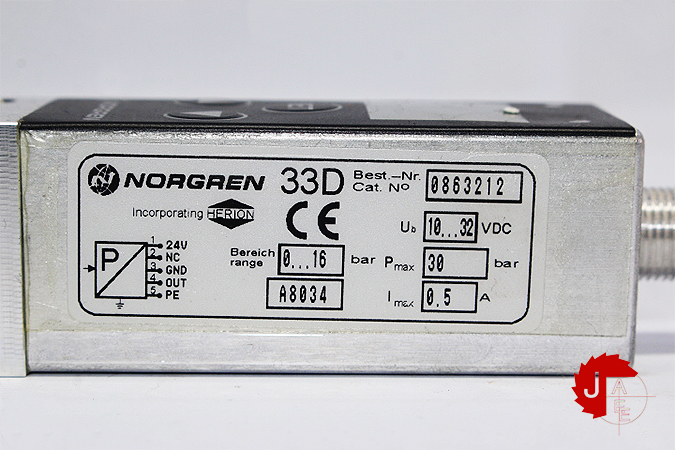 NORGREN 33D Best.-Nr. Cat. No 0863212
Incorporating HERION CE Ub 10...32 VDC
Bereich range 0...16 bar Pmax 30 bar
A8034 Imax 0.5 A
P
1 24V
2 NC
3 GND
4 OUT
5 PE
J